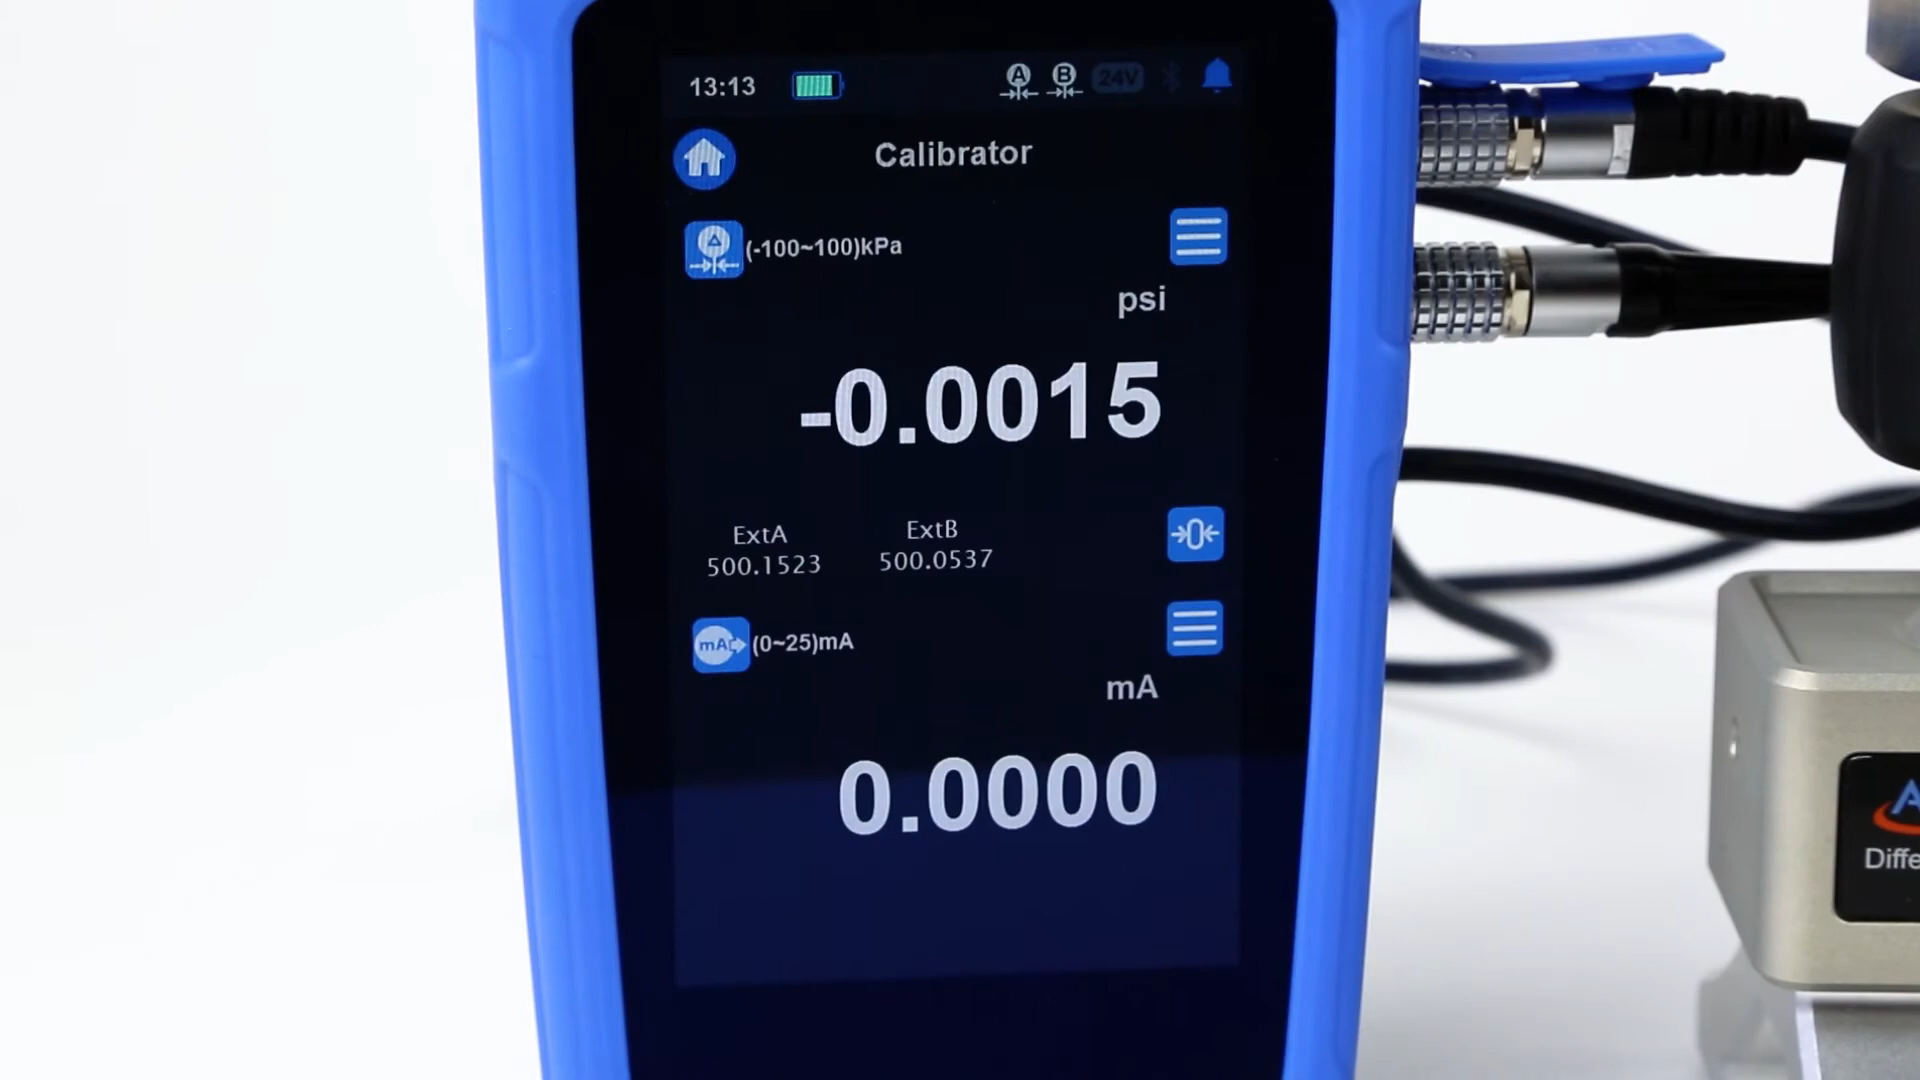 13:13 A B 24V
Calibrator
(-100~100)kPa
psi
-0.0015
ExtA ExtB
500.1523 500.0537
→0←
mA (0~25)mA
mA
0.0000
Diffe